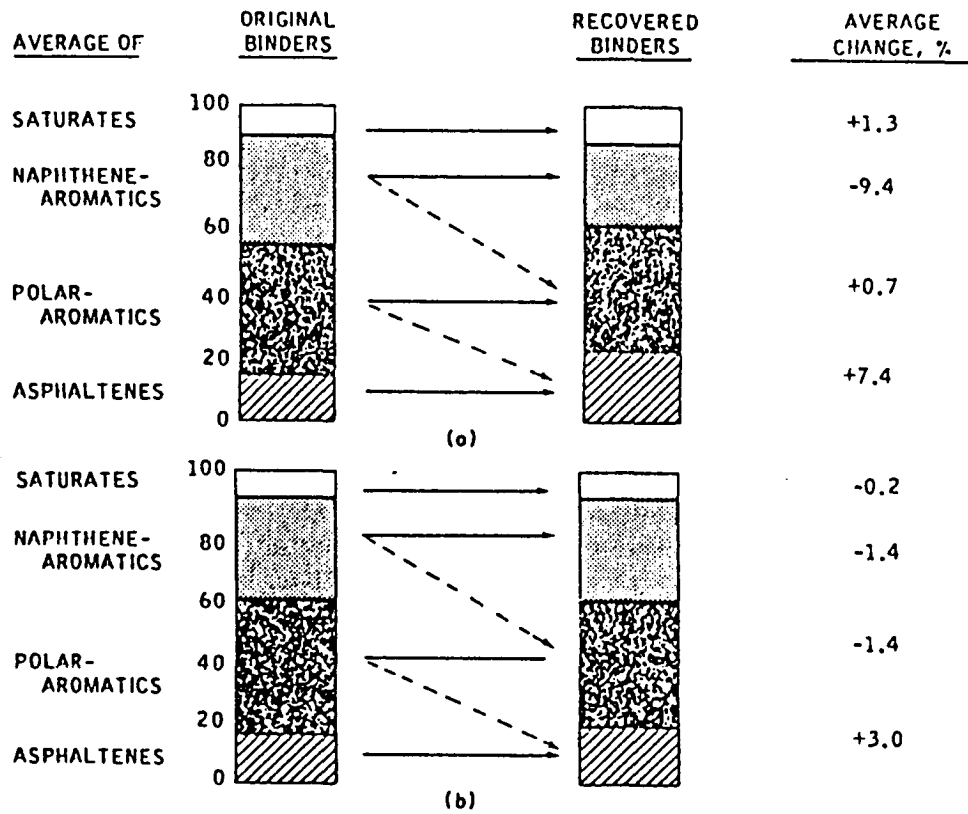 AVERAGE OF
ORIGINAL BINDERS
RECOVERED BINDERS
AVERAGE CHANGE, %
100
SATURATES
+1.3
80
NAPHTHENE-
AROMATICS
-9.4
60
POLAR-
AROMATICS
40
+0.7
20
ASPHALTENES
+7.4
0
(a)
100
SATURATES
-0.2
NAPHTHENE-
AROMATICS
80
-1.4
60
POLAR-
AROMATICS
40
-1.4
20
ASPHALTENES
+3.0
0
(b)